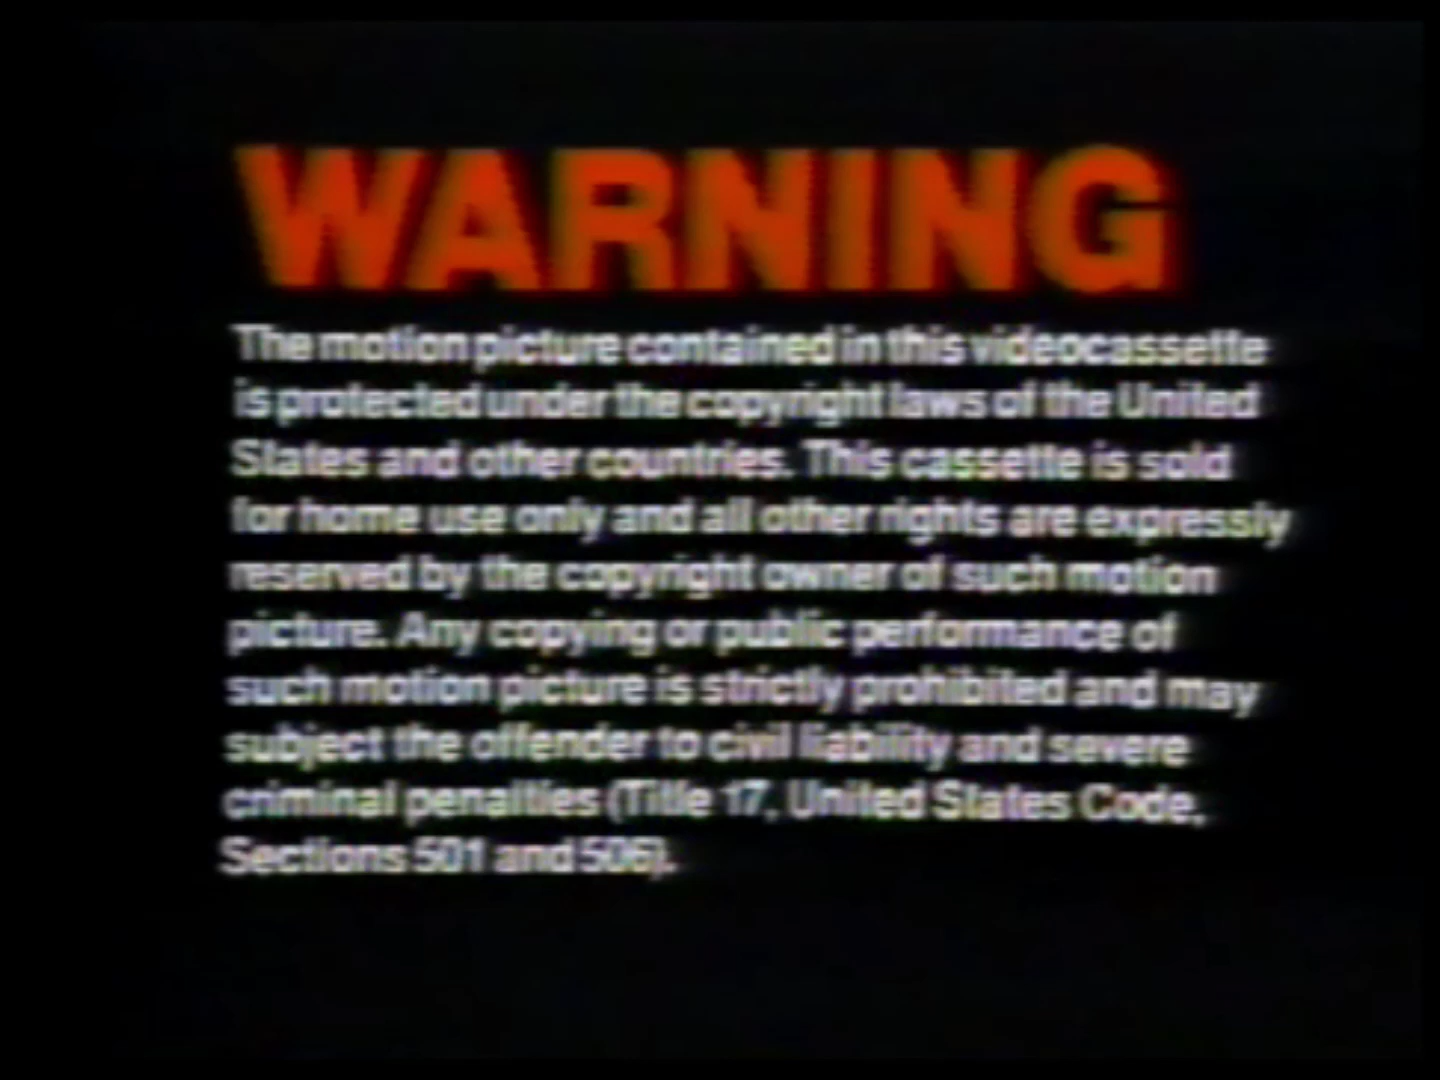 WARNING
The motion picture contained in this videocassette
is protected under the copyright laws of the United
States and other countries. This cassette is sold
for home use only and all other rights are expressly
reserved by the copyright owner of such motion
picture. Any copying or public performance of
such motion picture is strictly prohibited and may
subject the offender to civil liability and severe
criminal penalties (Title 17, United States Code,
Sections 501 and 506).